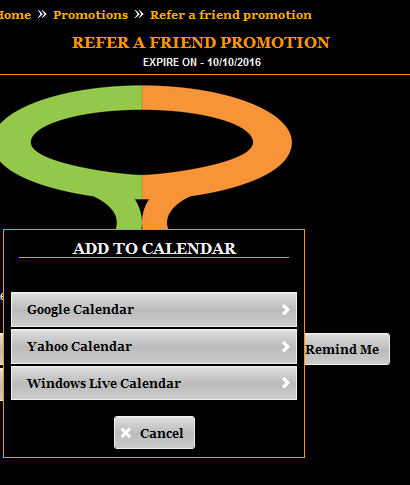 Home » Promotions » Refer a friend promotion
REFER A FRIEND PROMOTION
EXPIRE ON - 10/10/2016
ADD TO CALENDAR
Google Calendar
Yahoo Calendar
Remind Me
Windows Live Calendar
Cancel